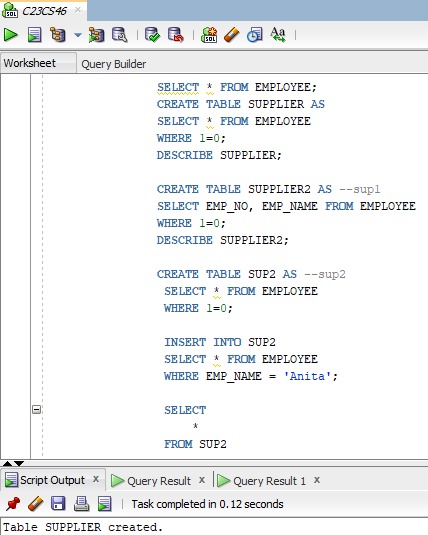 C23CS46
Worksheet Query Builder
SELECT * FROM EMPLOYEE;
CREATE TABLE SUPPLIER AS
SELECT * FROM EMPLOYEE
WHERE 1=0;
DESCRIBE SUPPLIER;
CREATE TABLE SUPPLIER2 AS --sup1
SELECT EMP_NO, EMP_NAME FROM EMPLOYEE
WHERE 1=0;
DESCRIBE SUPPLIER2;
CREATE TABLE SUP2 AS --sup2
SELECT * FROM EMPLOYEE
WHERE 1=0;
INSERT INTO SUP2
SELECT * FROM EMPLOYEE
WHERE EMP_NAME = 'Anita';
SELECT
*
FROM SUP2
Script Output x Query Result x Query Result 1 x
Task completed in 0.12 seconds
Table SUPPLIER created.